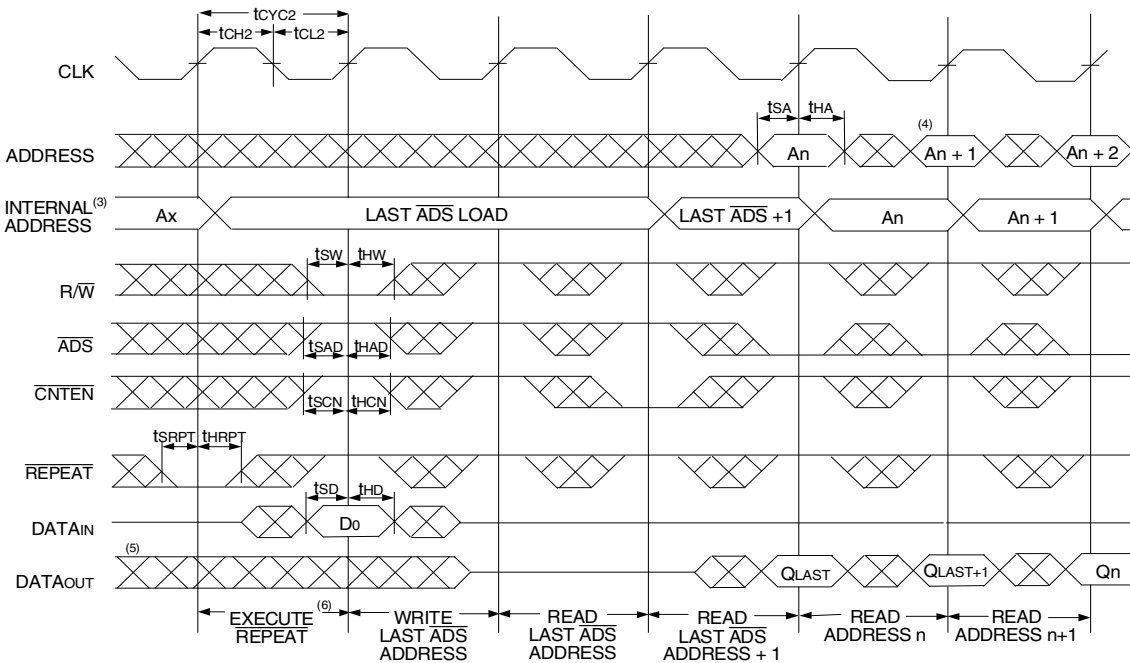 tCYC2
tCH2 tCL2
CLK
tSA tHA
ADDRESS An (4) An + 1 An + 2
INTERNAL(3) ADDRESS Ax LAST ADS LOAD LAST ADS +1 An An + 1
tSW tHW
R/W
ADS
tSAD tHAD
CNTEN
tSCN tHCN
tSRPT tHRPT
REPEAT
tSD tHD
DATAIN D0
(5)
DATAOUT QLAST QLAST+1 Qn
EXECUTE(6)
REPEAT
WRITE
LAST ADS
ADDRESS
READ
LAST ADS
ADDRESS
READ
LAST ADS
ADDRESS + 1
READ
ADDRESS n
READ
ADDRESS n+1